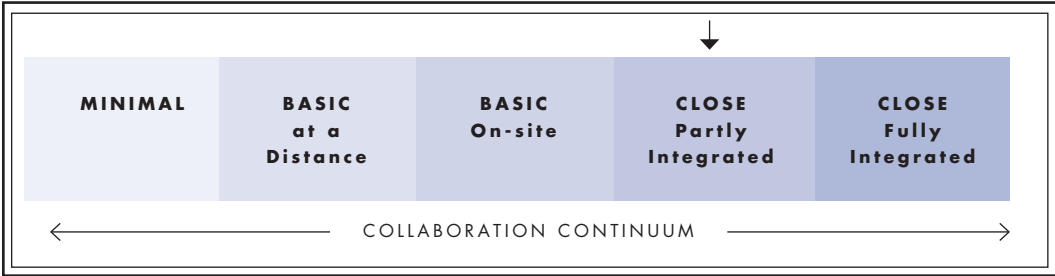 MINIMAL
BASIC
at a
Distance
BASIC
On-site
CLOSE
Partly
Integrated
CLOSE
Fully
Integrated
COLLABORATION CONTINUUM